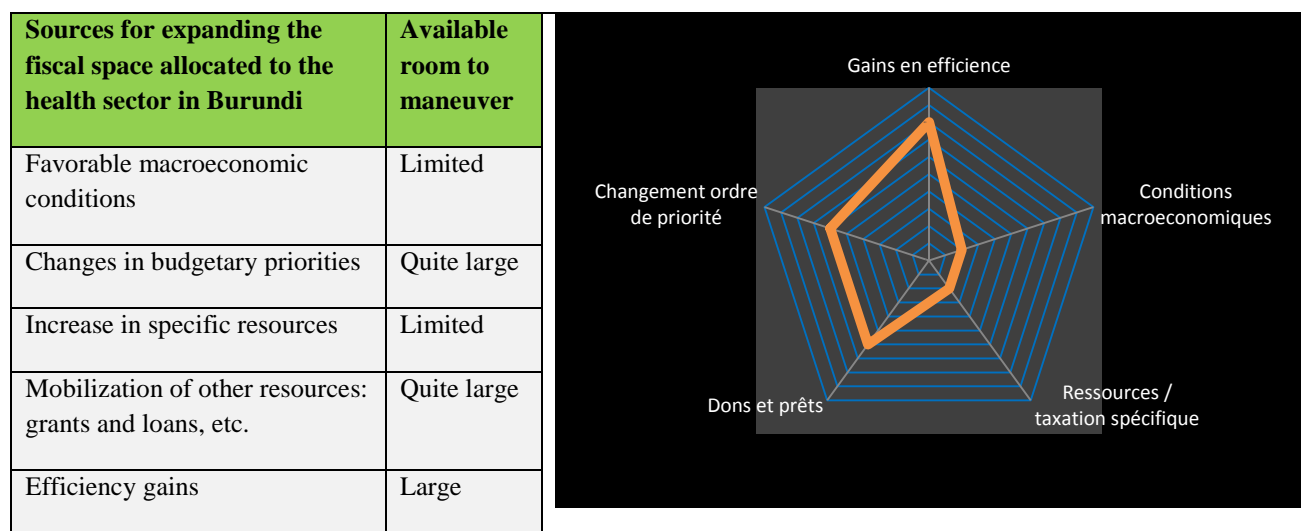 Sources for expanding the
fiscal space allocated to the
health sector in Burundi
Available
room to
maneuver
Favorable macroeconomic
conditions
Limited
Changes in budgetary priorities
Quite large
Increase in specific resources
Limited
Mobilization of other resources:
grants and loans, etc.
Quite large
Efficiency gains
Large
Gains en efficience
Conditions
macroeconomiques
Ressources /
taxation spécifique
Dons et prêts
Changement ordre
de priorité